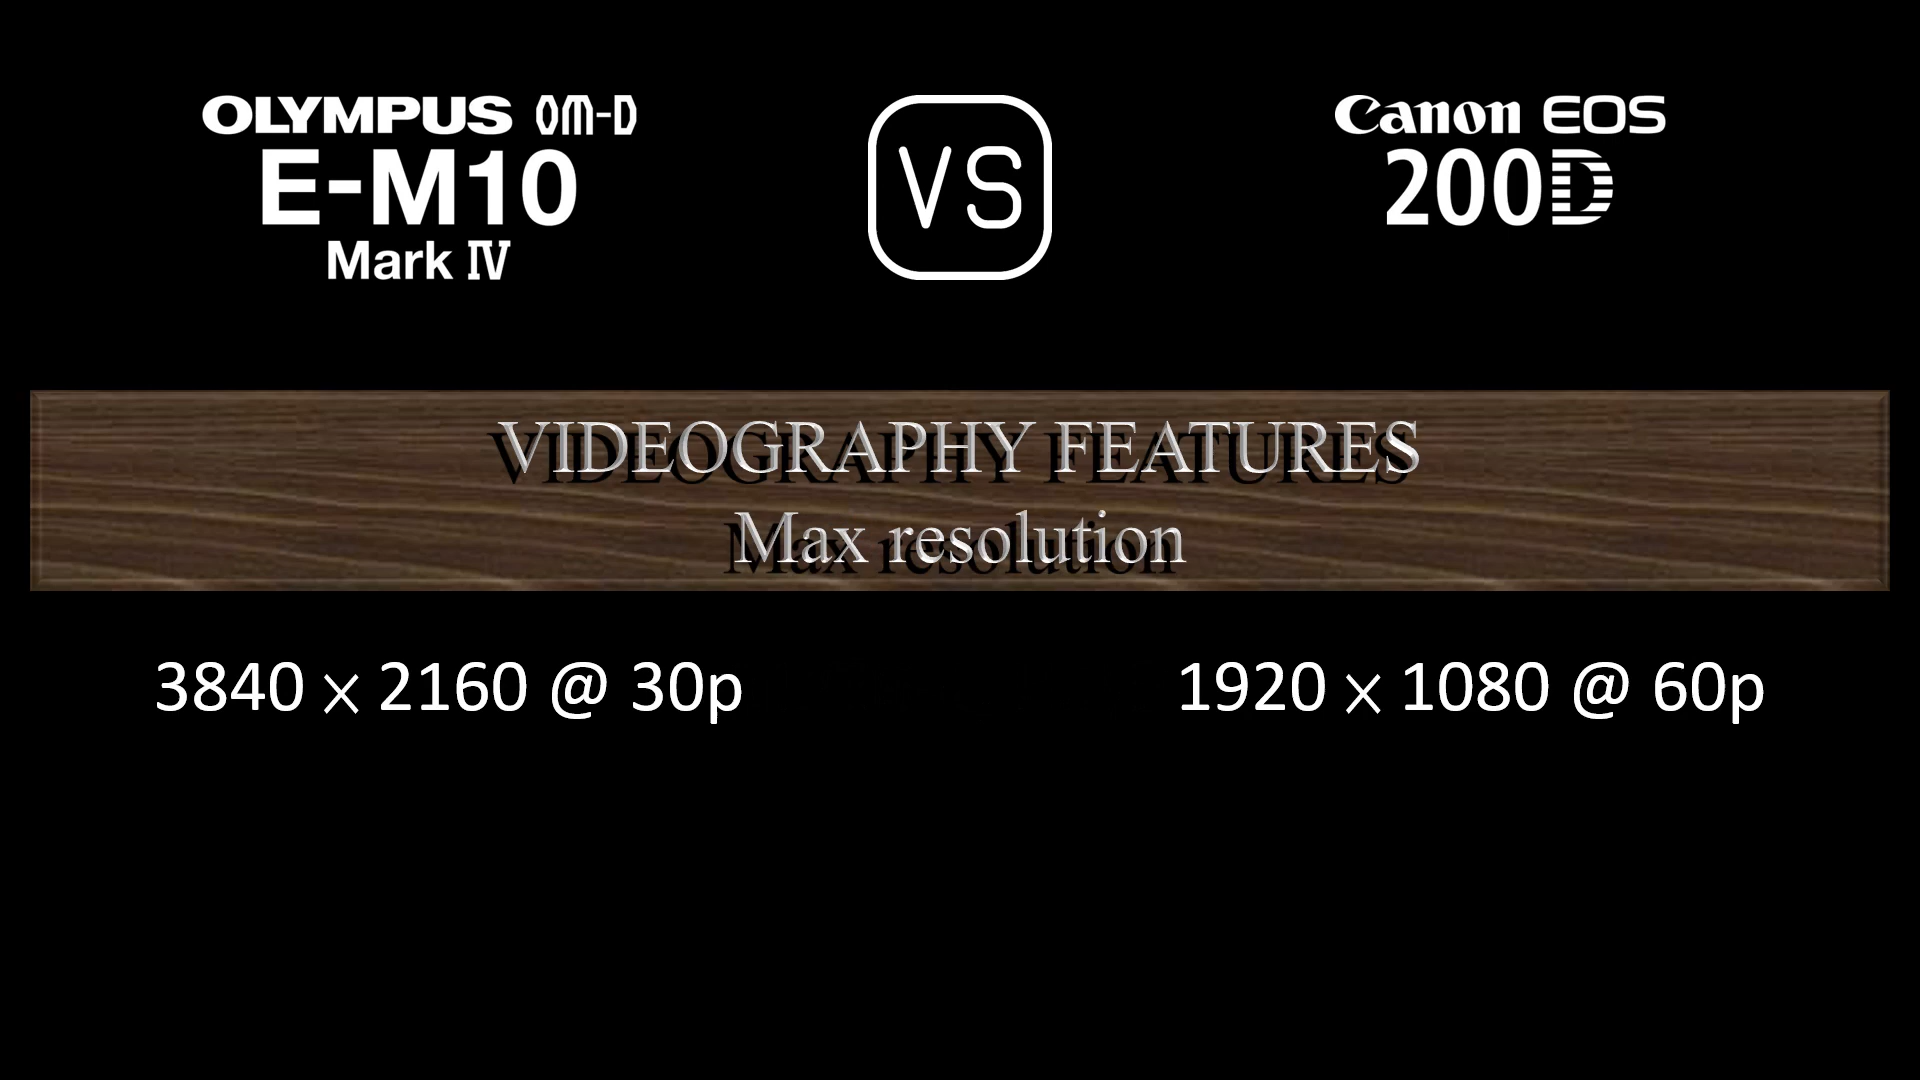 OLYMPUS OM-D
E-M10
Mark IV
VS
Canon EOS
200D
VIDEOGRAPHY FEATURES
Max resolution
3840 x 2160 @ 30p
1920 x 1080 @ 60p